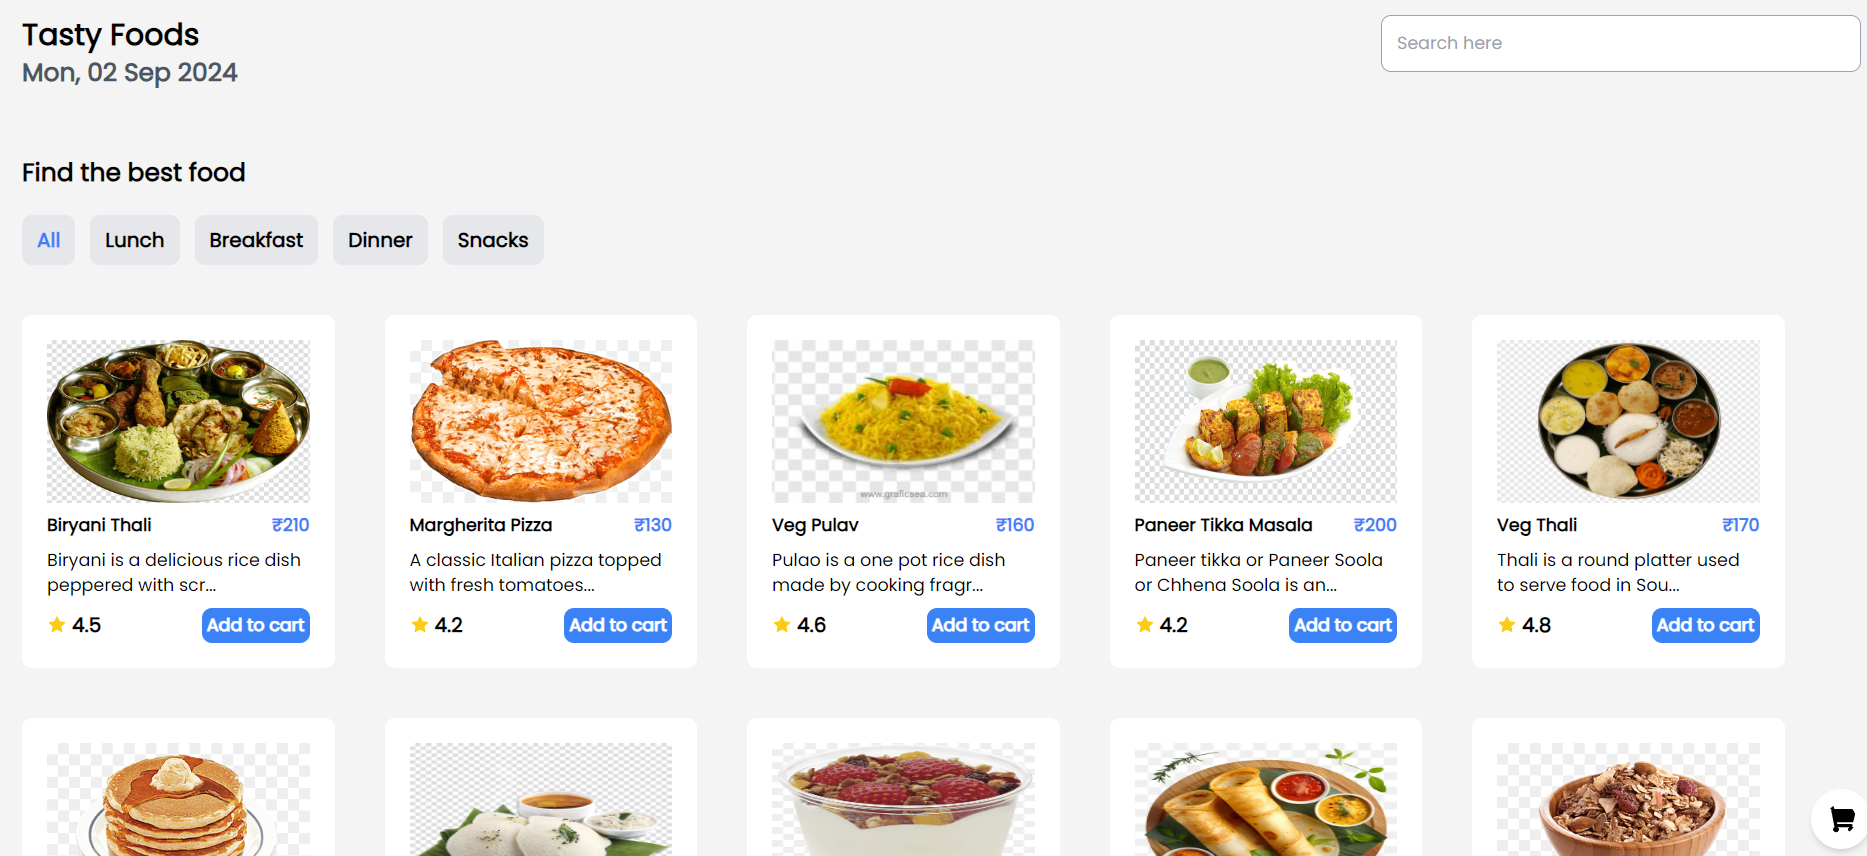 Tasty Foods
Mon, 02 Sep 2024
Search here
Find the best food
All
Lunch
Breakfast
Dinner
Snacks
Biryani Thali
₹210
Biryani is a delicious rice dish
peppered with scr...
4.5
Add to cart
Margherita Pizza
₹130
A classic Italian pizza topped
with fresh tomatoes...
4.2
Add to cart
www.graficsea.com
Veg Pulav
₹160
Pulao is a one pot rice dish
made by cooking fragr...
4.6
Add to cart
Paneer Tikka Masala
₹200
Paneer tikka or Paneer Soola
or Chhena Soola is an...
4.2
Add to cart
Veg Thali
₹170
Thali is a round platter used
to serve food in Sou...
4.8
Add to cart